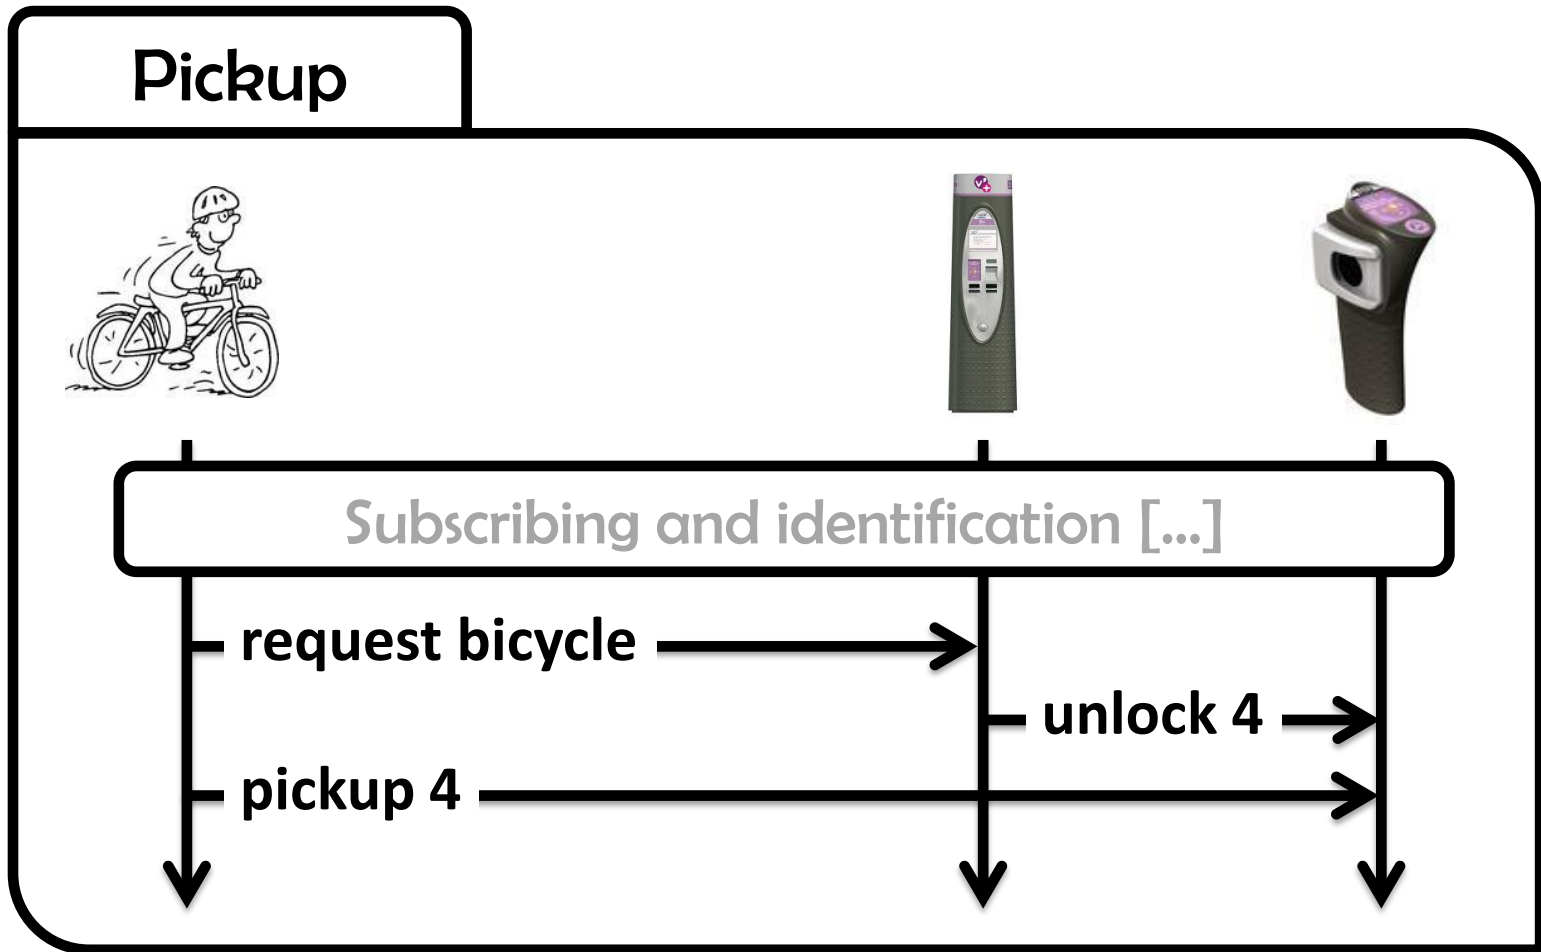 Pickup
Subscribing and identification [...]
request bicycle
unlock 4
pickup 4